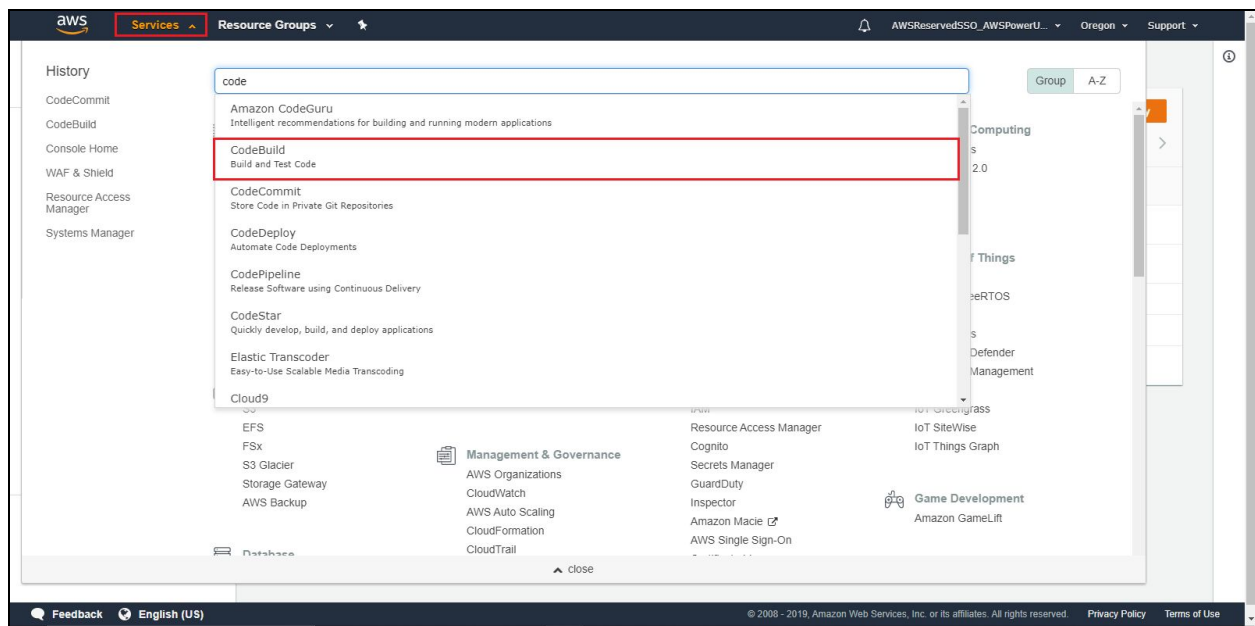 aws
Services
Resource Groups
AWSReservedSSO_AWSPowerU...
Oregon
Support
History
CodeCommit
CodeBuild
Console Home
WAF & Shield
Resource Access
Manager
Systems Manager
code
Group
A-Z
Amazon CodeGuru
Intelligent recommendations for building and running modern applications
CodeBuild
Build and Test Code
CodeCommit
Store Code in Private Git Repositories
CodeDeploy
Automate Code Deployments
CodePipeline
Release Software using Continuous Delivery
CodeStar
Quickly develop, build, and deploy applications
Elastic Transcoder
Easy-to-Use Scalable Media Transcoding
Cloud9
EFS
FSx
S3 Glacier
Storage Gateway
AWS Backup
Database
Management & Governance
AWS Organizations
CloudWatch
AWS Auto Scaling
CloudFormation
CloudTrail
IAM
Resource Access Manager
Cognito
Secrets Manager
GuardDuty
Inspector
Amazon Macie
AWS Single Sign-On
Computing
2.0
Things
Defender
Management
IoT Greengrass
IoT SiteWise
IoT Things Graph
Game Development
Amazon GameLift
close
Feedback
English (US)
© 2008 - 2019, Amazon Web Services, Inc. or its affiliates. All rights reserved.
Privacy Policy
Terms of Use